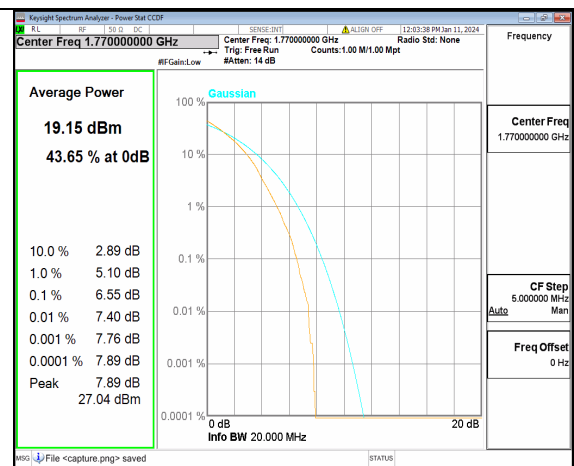 Keysight Spectrum Analyzer - Power Stat CCDF
RL RF 50 Ω DC SENSE:INT ALIGN OFF 12:03:38 PM Jan 11, 2024
Center Freq 1.770000000 GHz
Center Freq: 1.770000000 GHz Radio Std: None
Trig: Free Run Counts:1.00 M/1.00 Mpt
#IFGain:Low #Atten: 14 dB
Frequency
Average Power
19.15 dBm
43.65 % at 0dB
10.0 % 2.89 dB
1.0 % 5.10 dB
0.1 % 6.55 dB
0.01 % 7.40 dB
0.001 % 7.76 dB
0.0001 % 7.89 dB
Peak 7.89 dB
27.04 dBm
Gaussian
100 %
10 %
1 %
0.1 %
0.01 %
0.001 %
0.0001 %
0 dB 20 dB
Info BW 20.000 MHz
Center Freq
1.770000000 GHz
CF Step
5.000000 MHz
Auto Man
Freq Offset
0 Hz
MSG File <capture.png> saved STATUS